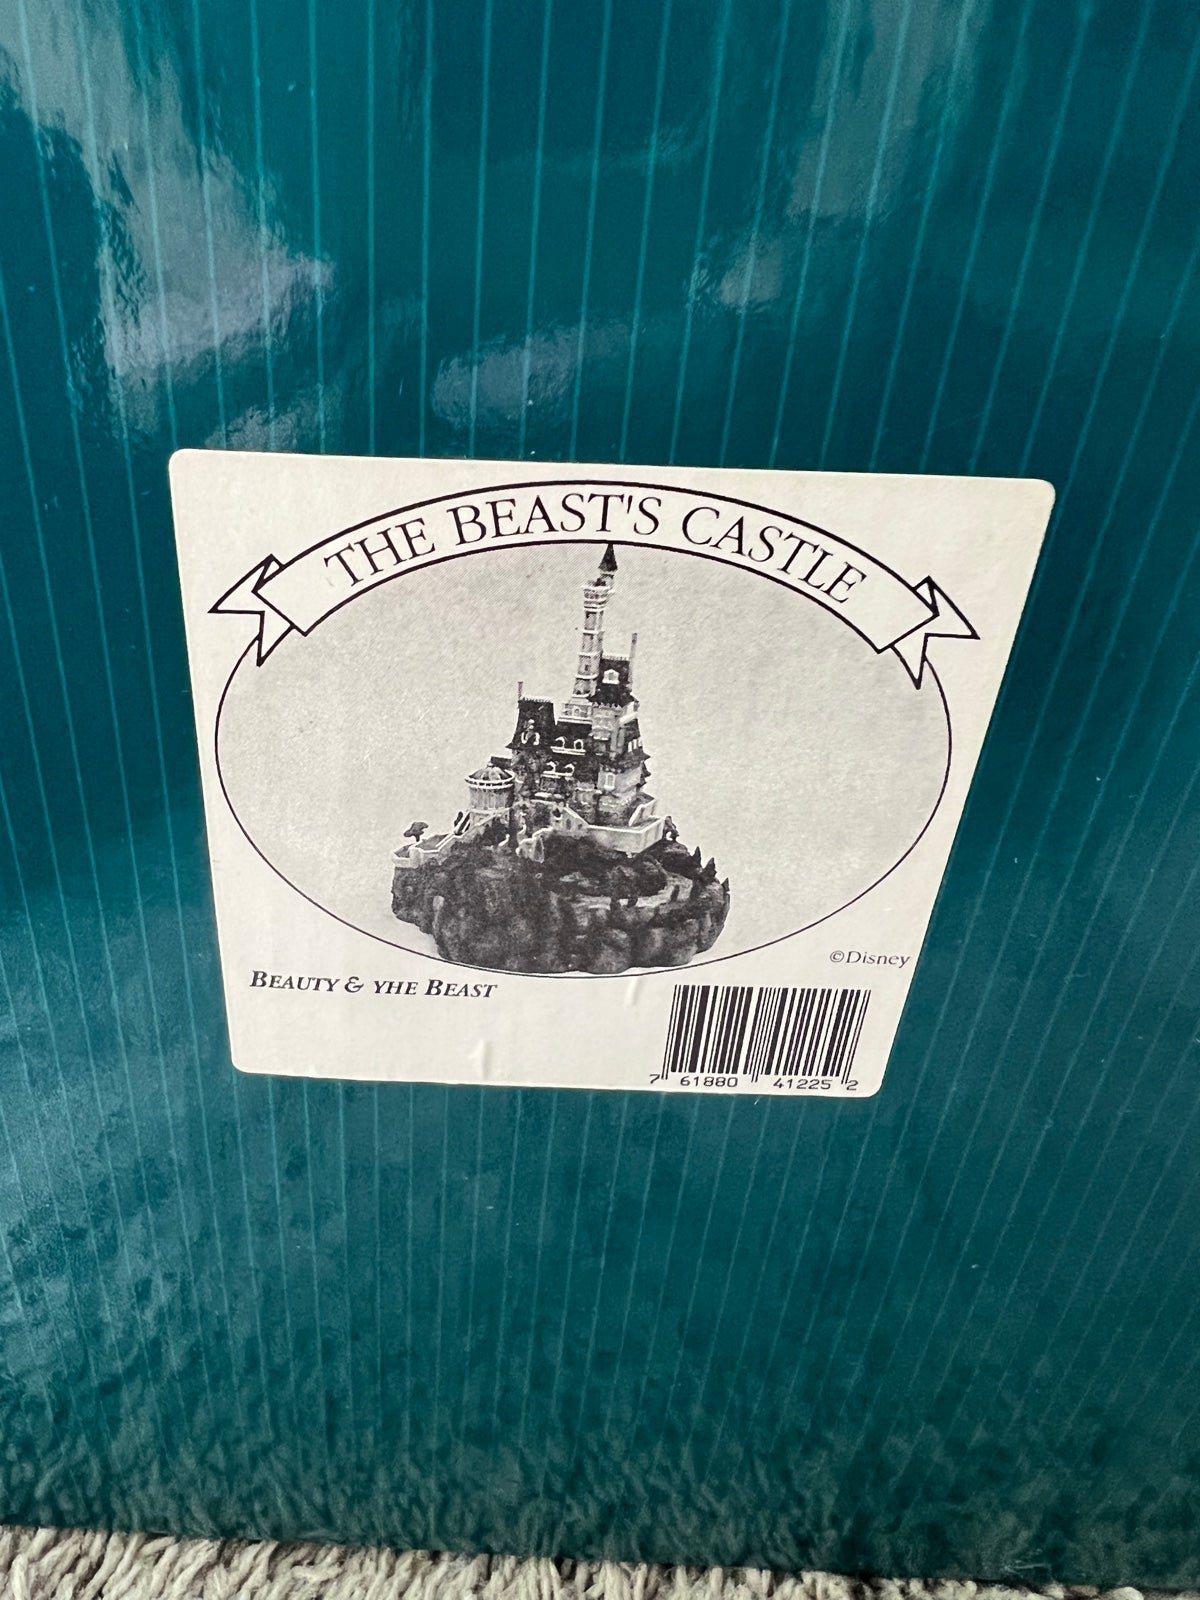 THE BEAST'S CASTLE
©Disney
BEAUTY & YHE BEAST
7 61880 41225 2